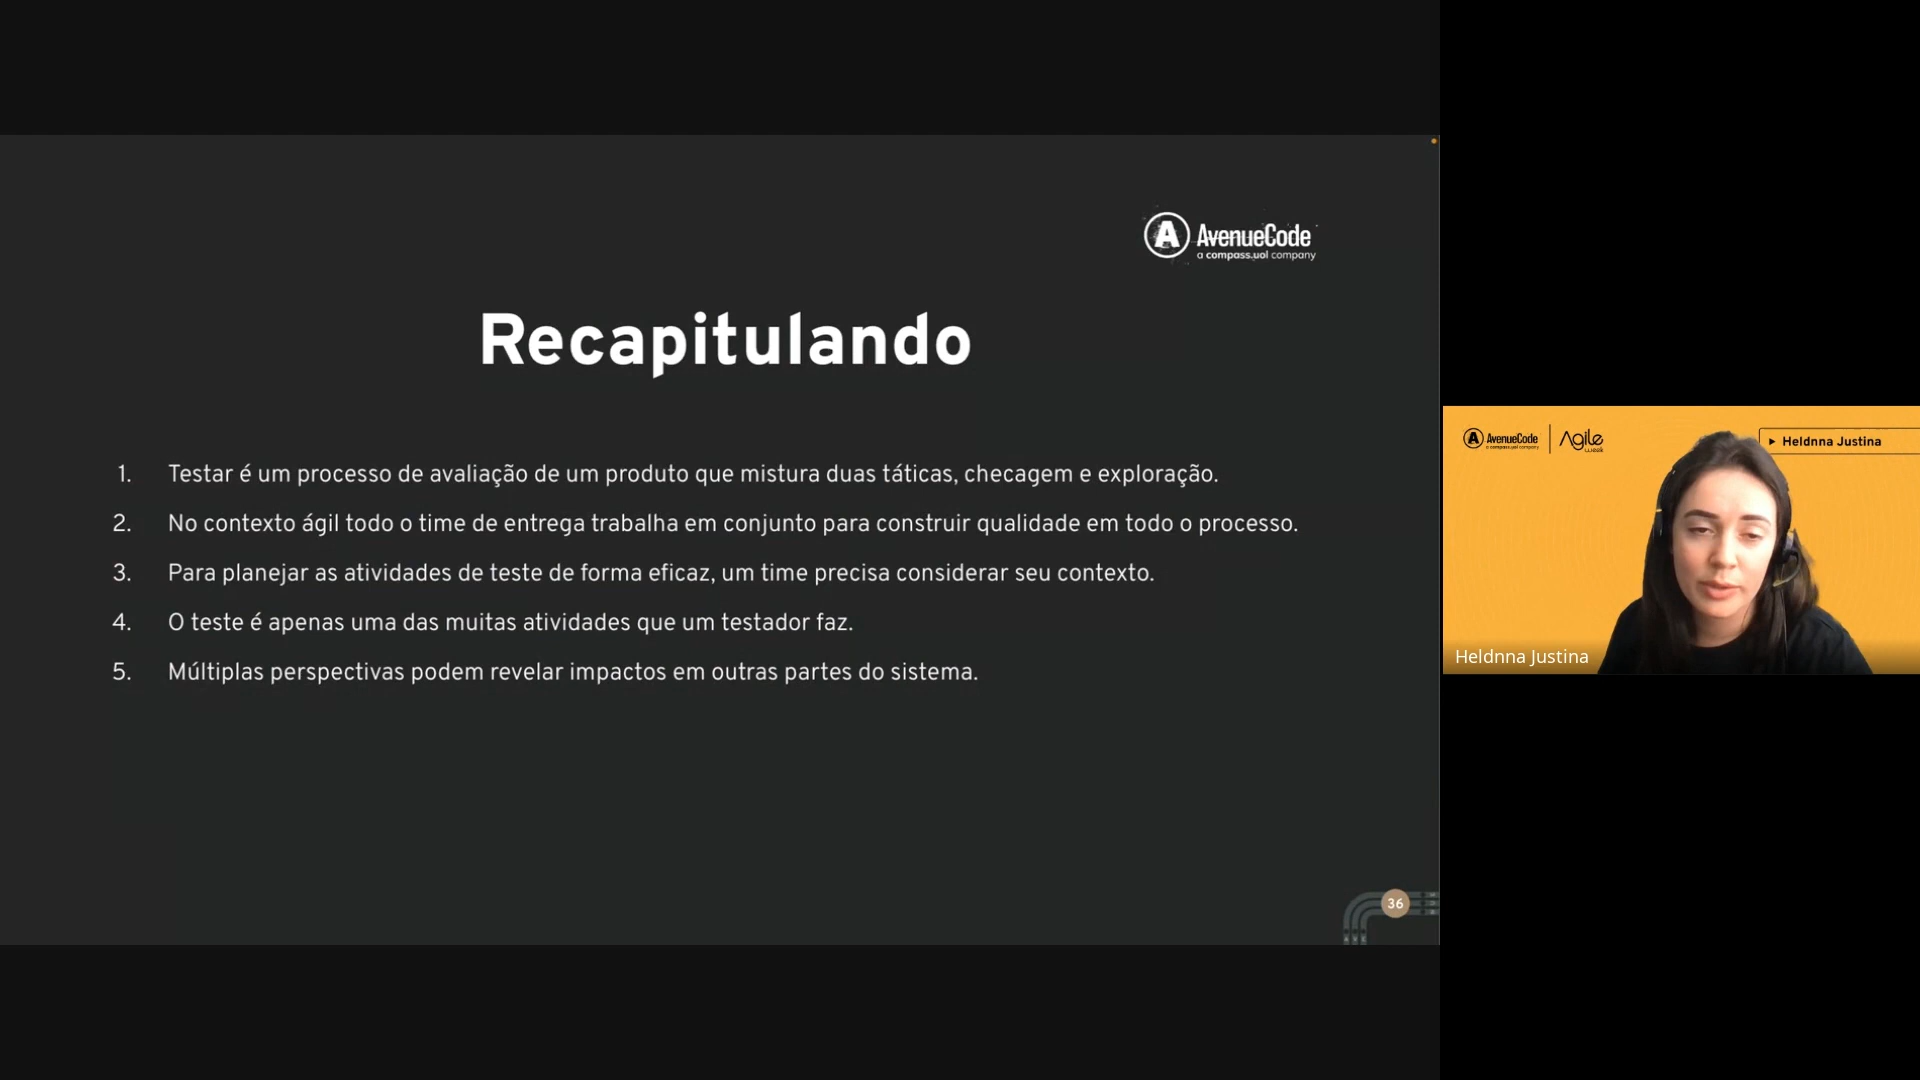 AvenueCode
a compass.uol company
Recapitulando
1. Testar é um processo de avaliação de um produto que mistura duas táticas, checagem e exploração.
2. No contexto ágil todo o time de entrega trabalha em conjunto para construir qualidade em todo o processo.
3. Para planejar as atividades de teste de forma eficaz, um time precisa considerar seu contexto.
4. O teste é apenas uma das muitas atividades que um testador faz.
5. Múltiplas perspectivas podem revelar impactos em outras partes do sistema.
36
AvenueCode
a compass.uol company
Agile
week
Heldnna Justina
Heldnna Justina